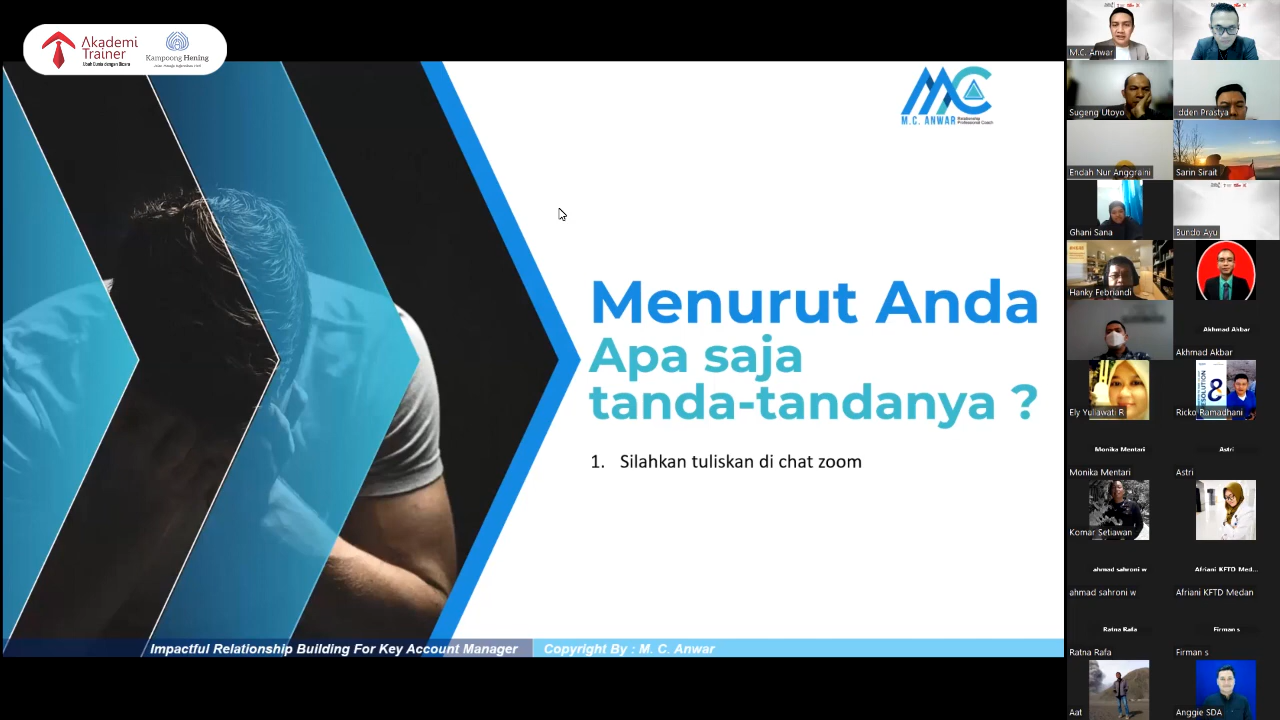 Akademi
Trainer
Kampoong Hening
M.C. ANWAR
Menurut Anda
Apa saja
tanda-tandanya ?
1. Silahkan tuliskan di chat zoom
Impactful Relationship Building For Key Account Manager
Copyright By : M. C. Anwar
M.C. Anwar
Sugeng Utoyo
dden Prastya
Endah Nur Anggraini
Sarin Sirait
Ghani Sana
Bundo Ayu
Hanky Febriandi
Akhmad Akbar
Akhmad Akbar
Ely Yuliawati R
Ricko Ramadhani
Monika Mentari
Astri
Monika Mentari
Astri
Komar Setiawan
ahmad sahroni w
Afriani KFTD Med...
ahmad sahroni w
Afriani KFTD Medan
Ratna Rafa
Firman s
Ratna Rafa
Firman s
Aat
Anggie SDA